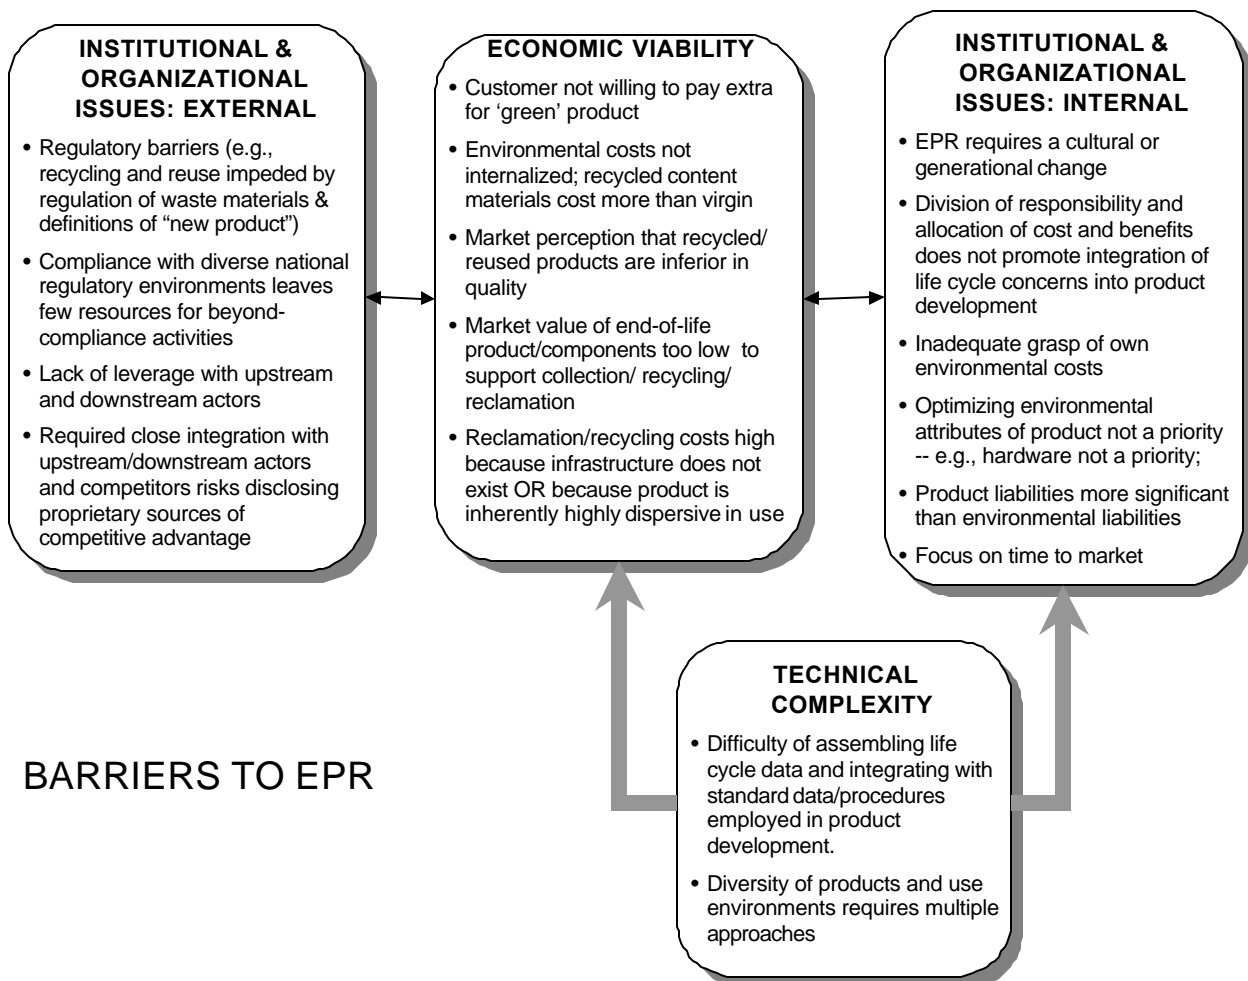 INSTITUTIONAL &
ORGANIZATIONAL
ISSUES: EXTERNAL
• Regulatory barriers (e.g.,
recycling and reuse impeded by
regulation of waste materials &
definitions of “new product”)
• Compliance with diverse national
regulatory environments leaves
few resources for beyond-
compliance activities
• Lack of leverage with upstream
and downstream actors
• Required close integration with
upstream/downstream actors
and competitors risks disclosing
proprietary sources of
competitive advantage
ECONOMIC VIABILITY
• Customer not willing to pay extra
for ‘green’ product
• Environmental costs not
internalized; recycled content
materials cost more than virgin
• Market perception that recycled/
reused products are inferior in
quality
• Market value of end-of-life
product/components too low to
support collection/ recycling/
reclamation
• Reclamation/recycling costs high
because infrastructure does not
exist OR because product is
inherently highly dispersive in use
INSTITUTIONAL &
ORGANIZATIONAL
ISSUES: INTERNAL
• EPR requires a cultural or
generational change
• Division of responsibility and
allocation of cost and benefits
does not promote integration of
life cycle concerns into product
development
• Inadequate grasp of own
environmental costs
• Optimizing environmental
attributes of product not a priority
-- e.g., hardware not a priority;
• Product liabilities more significant
than environmental liabilities
• Focus on time to market
TECHNICAL
COMPLEXITY
• Difficulty of assembling life
cycle data and integrating with
standard data/procedures
employed in product
development.
• Diversity of products and use
environments requires multiple
approaches
BARRIERS TO EPR